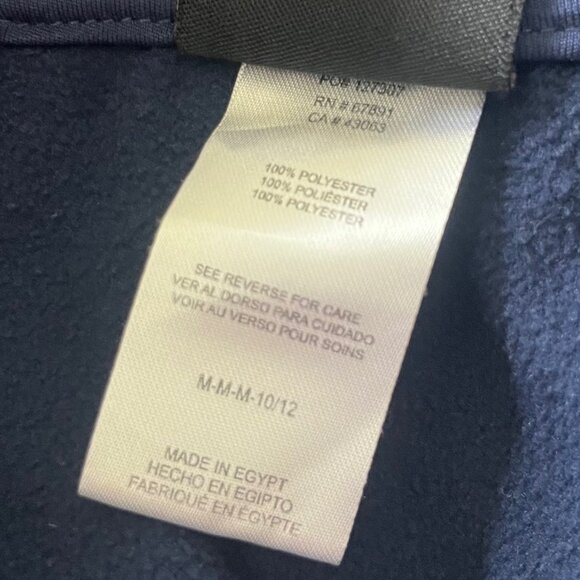 PO# 127307
RN # 67891
CA # 43063
100% POLYESTER
100% POLIÉSTER
100% POLYESTER
SEE REVERSE FOR CARE
VER AL DORSO PARA CUIDADO
VOIR AU VERSO POUR SOINS
M-M-M-10/12
MADE IN EGYPT
HECHO EN EGIPTO
FABRIQUÉ EN ÉGYPTE